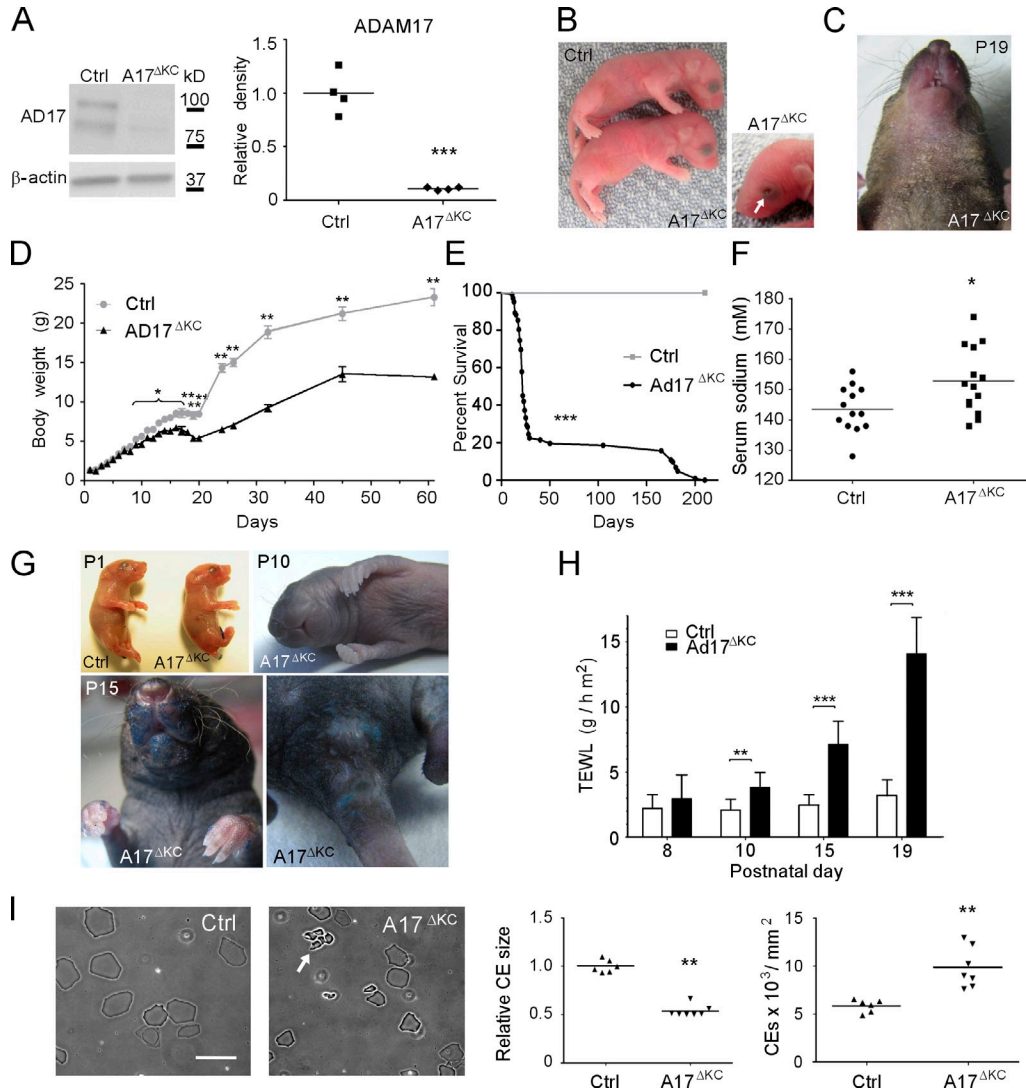 A
ADAM17
Ctrl A17ΔKC kD
AD17
100
75
β-actin
37
Relative density
1.5
1.0
0.5
0
***
Ctrl A17ΔKC
B
Ctrl
A17ΔKC
A17ΔKC
C
P19
A17ΔKC
D
Body weight (g)
25
20
15
10
5
0
Ctrl
AD17ΔKC
*
**
**
**
**
**
**
**
**
0 10 20 30 40 50 60
Days
E
Percent Survival
100
80
60
40
20
0
Ctrl
Ad17ΔKC
***
0 50 100 150 200
Days
F
Serum sodium (mM)
180
170
160
150
140
130
120
*
Ctrl A17ΔKC
G
P1
Ctrl A17ΔKC
P10
A17ΔKC
P15
A17ΔKC
A17ΔKC
H
TEWL (g / h m²)
15
10
5
0
Ctrl
Ad17ΔKC
**
***
***
8 10 15 19
Postnatal day
I
Ctrl
A17ΔKC
Relative CE size
1.5
1.0
0.5
0
**
Ctrl A17ΔKC
CEs x 10³/ mm²
15
10
5
0
**
Ctrl A17ΔKC